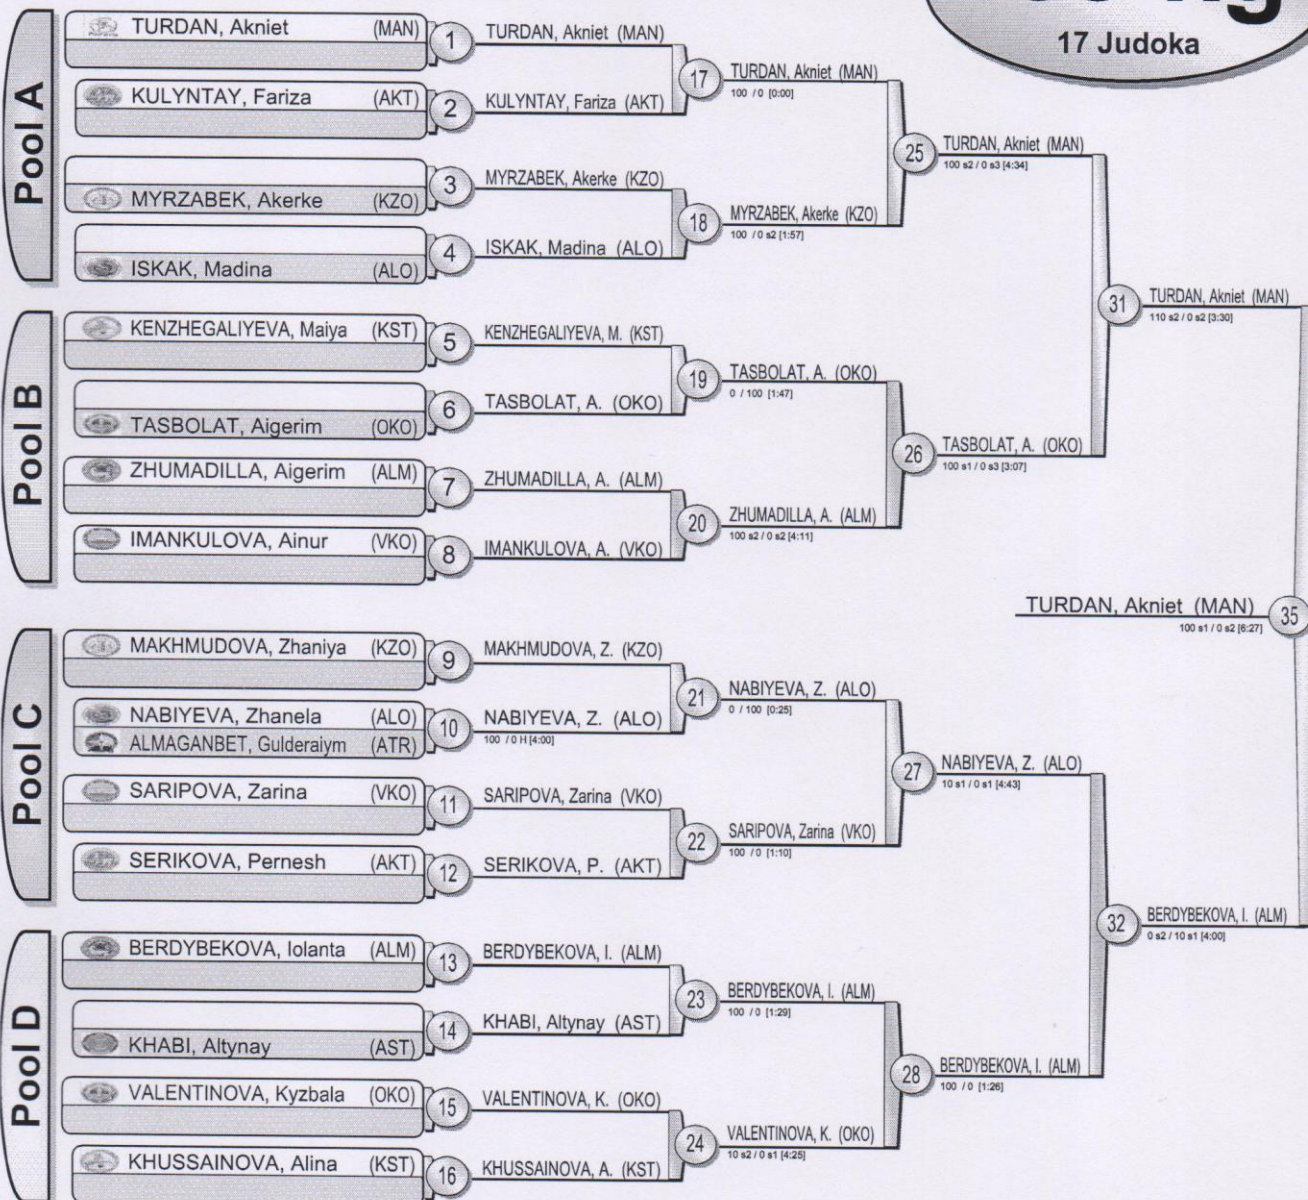 17 Judoka
Pool A
TURDAN, Akniet (MAN)
KULYNTAY, Fariza (AKT)
MYRZABEK, Akerke (KZO)
ISKAK, Madina (ALO)
1
2
3
4
TURDAN, Akniet (MAN)
KULYNTAY, Fariza (AKT)
MYRZABEK, Akerke (KZO)
ISKAK, Madina (ALO)
17
TURDAN, Akniet (MAN)
100 / 0 [0:00]
18
MYRZABEK, Akerke (KZO)
100 / 0 s2 [1:57]
25
TURDAN, Akniet (MAN)
100 s2 / 0 s3 [4:34]
Pool B
KENZHEGALIYEVA, Maiya (KST)
TASBOLAT, Aigerim (OKO)
ZHUMADILLA, Aigerim (ALM)
IMANKULOVA, Ainur (VKO)
5
6
7
8
KENZHEGALIYEVA, M. (KST)
TASBOLAT, A. (OKO)
ZHUMADILLA, A. (ALM)
IMANKULOVA, A. (VKO)
19
TASBOLAT, A. (OKO)
0 / 100 [1:47]
20
ZHUMADILLA, A. (ALM)
100 s2 / 0 s2 [4:11]
26
TASBOLAT, A. (OKO)
100 s1 / 0 s3 [3:07]
31
TURDAN, Akniet (MAN)
110 s2 / 0 s2 [3:30]
TURDAN, Akniet (MAN)
100 s1 / 0 s2 [6:27]
35
Pool C
MAKHMUDOVA, Zhaniya (KZO)
NABIYEVA, Zhanela (ALO)
ALMAGANBET, Gulderaiym (ATR)
SARIPOVA, Zarina (VKO)
SERIKOVA, Pernesh (AKT)
9
10
11
12
MAKHMUDOVA, Z. (KZO)
NABIYEVA, Z. (ALO)
100 / 0 H [4:00]
SARIPOVA, Zarina (VKO)
SERIKOVA, P. (AKT)
21
NABIYEVA, Z. (ALO)
0 / 100 [0:25]
22
SARIPOVA, Zarina (VKO)
100 / 0 [1:10]
27
NABIYEVA, Z. (ALO)
10 s1 / 0 s1 [4:43]
Pool D
BERDYBEKOVA, Iolanta (ALM)
KHABI, Altynay (AST)
VALENTINOVA, Kyzbala (OKO)
KHUSSAINOVA, Alina (KST)
13
14
15
16
BERDYBEKOVA, I. (ALM)
KHABI, Altynay (AST)
VALENTINOVA, K. (OKO)
KHUSSAINOVA, A. (KST)
23
BERDYBEKOVA, I. (ALM)
100 / 0 [1:29]
24
VALENTINOVA, K. (OKO)
10 s2 / 0 s1 [4:25]
28
BERDYBEKOVA, I. (ALM)
100 / 0 [1:26]
32
BERDYBEKOVA, I. (ALM)
0 s2 / 10 s1 [4:00]